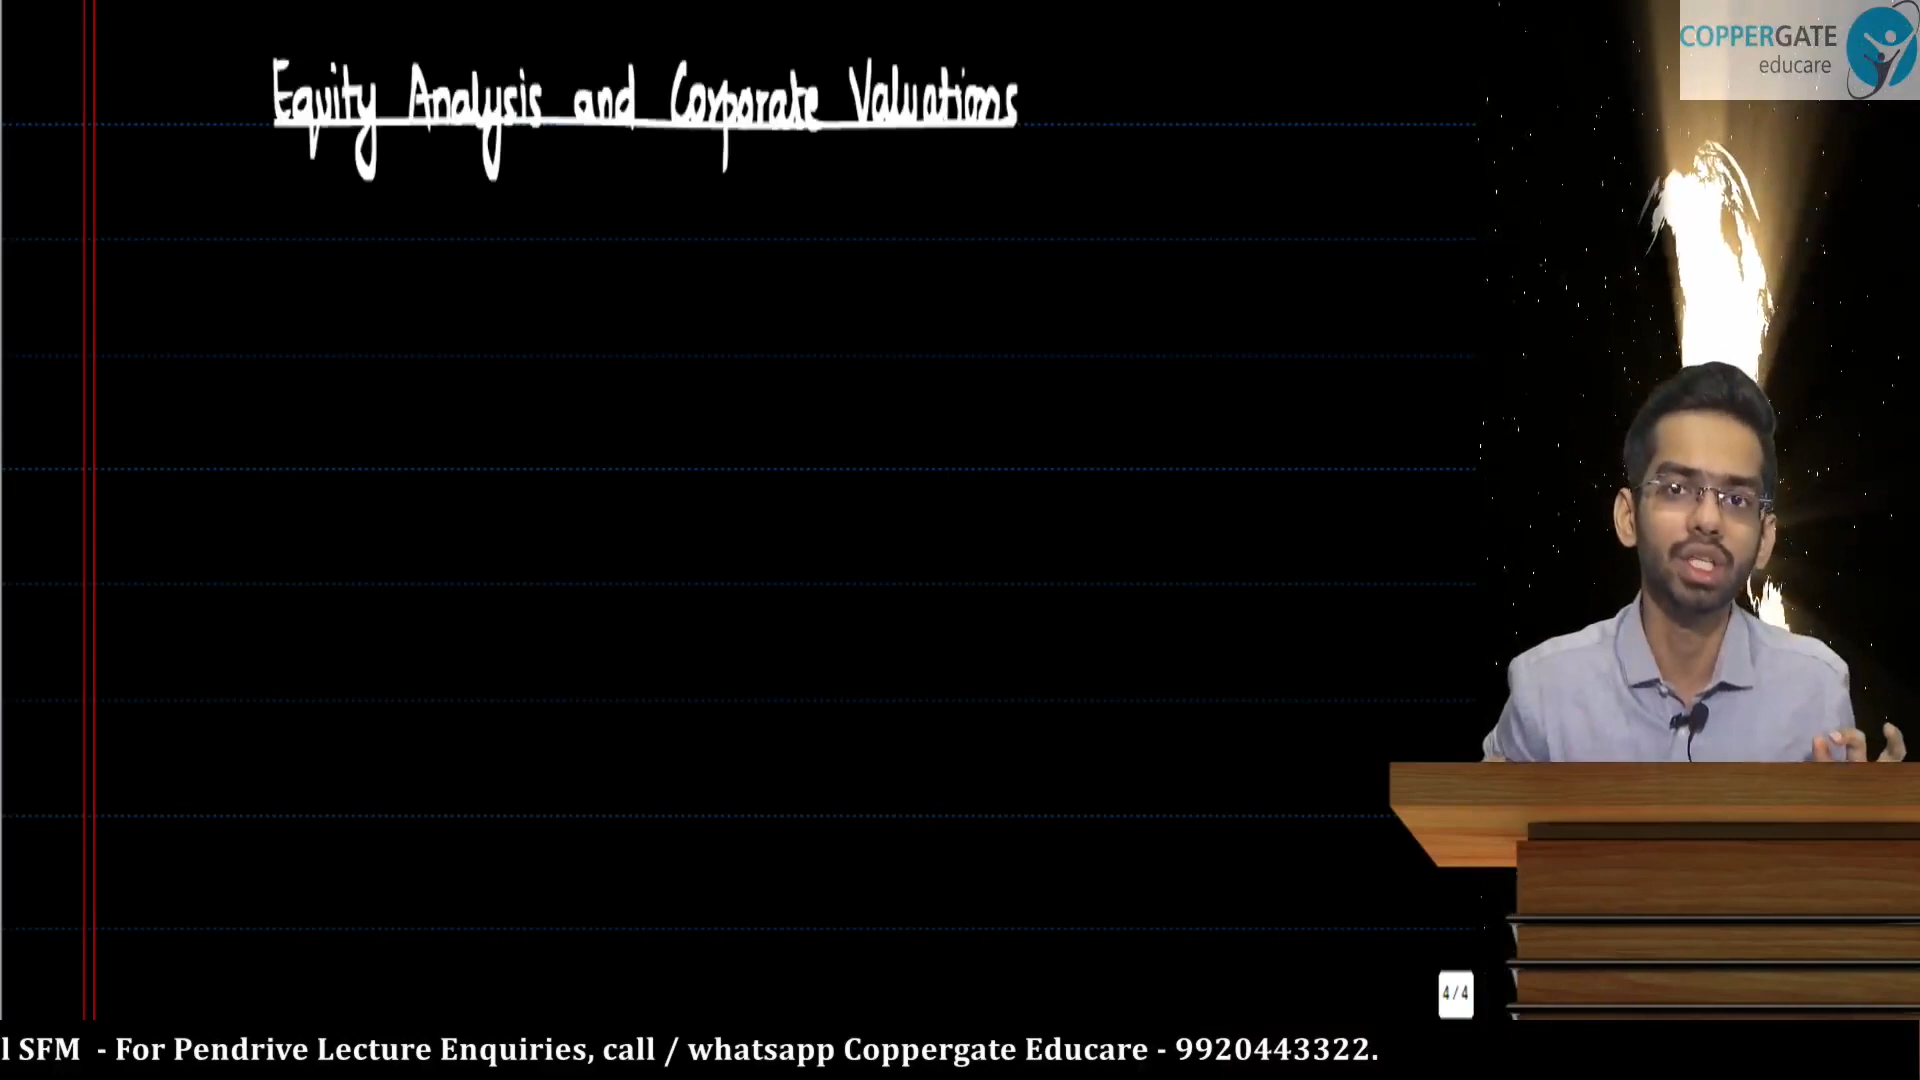 COPPERGATE
educare
Equity Analysis and Corporate Valuations
4/4
l SFM - For Pendrive Lecture Enquiries, call / whatsapp Coppergate Educare - 9920443322.